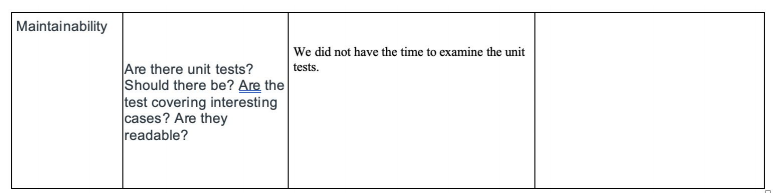 Maintainability
Are there unit tests?
Should there be? Are the
test covering interesting
cases? Are they
readable?
We did not have the time to examine the unit
tests.